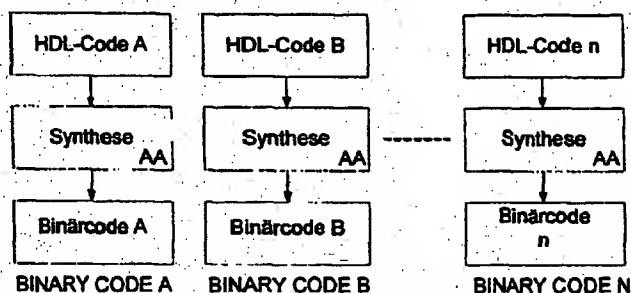 HDL-Code A
HDL-Code B
HDL-Code n
Synthese
AA
Synthese
AA
Synthese
AA
Binärcode A
Binärcode B
Binärcode
n
BINARY CODE A
BINARY CODE B
BINARY CODE N